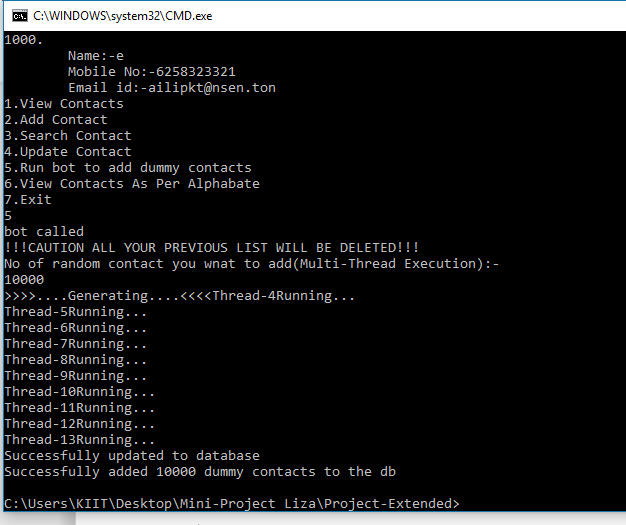 C:\WINDOWS\system32\CMD.exe
1000.
Name:-e
Mobile No:-6258323321
Email id:-ailipkt@nsen.ton
1.View Contacts
2.Add Contact
3.Search Contact
4.Update Contact
5.Run bot to add dummy contacts
6.View Contacts As Per Alphabate
7.Exit
5
bot called
!!!CAUTION ALL YOUR PREVIOUS LIST WILL BE DELETED!!!
No of random contact you wnat to add(Multi-Thread Execution):-
10000
>>>>....Generating....<<<<Thread-4Running...
Thread-5Running...
Thread-6Running...
Thread-7Running...
Thread-8Running...
Thread-9Running...
Thread-10Running...
Thread-11Running...
Thread-12Running...
Thread-13Running...
Successfully updated to database
Successfully added 10000 dummy contacts to the db
C:\Users\KIIT\Desktop\Mini-Project Liza\Project-Extended>